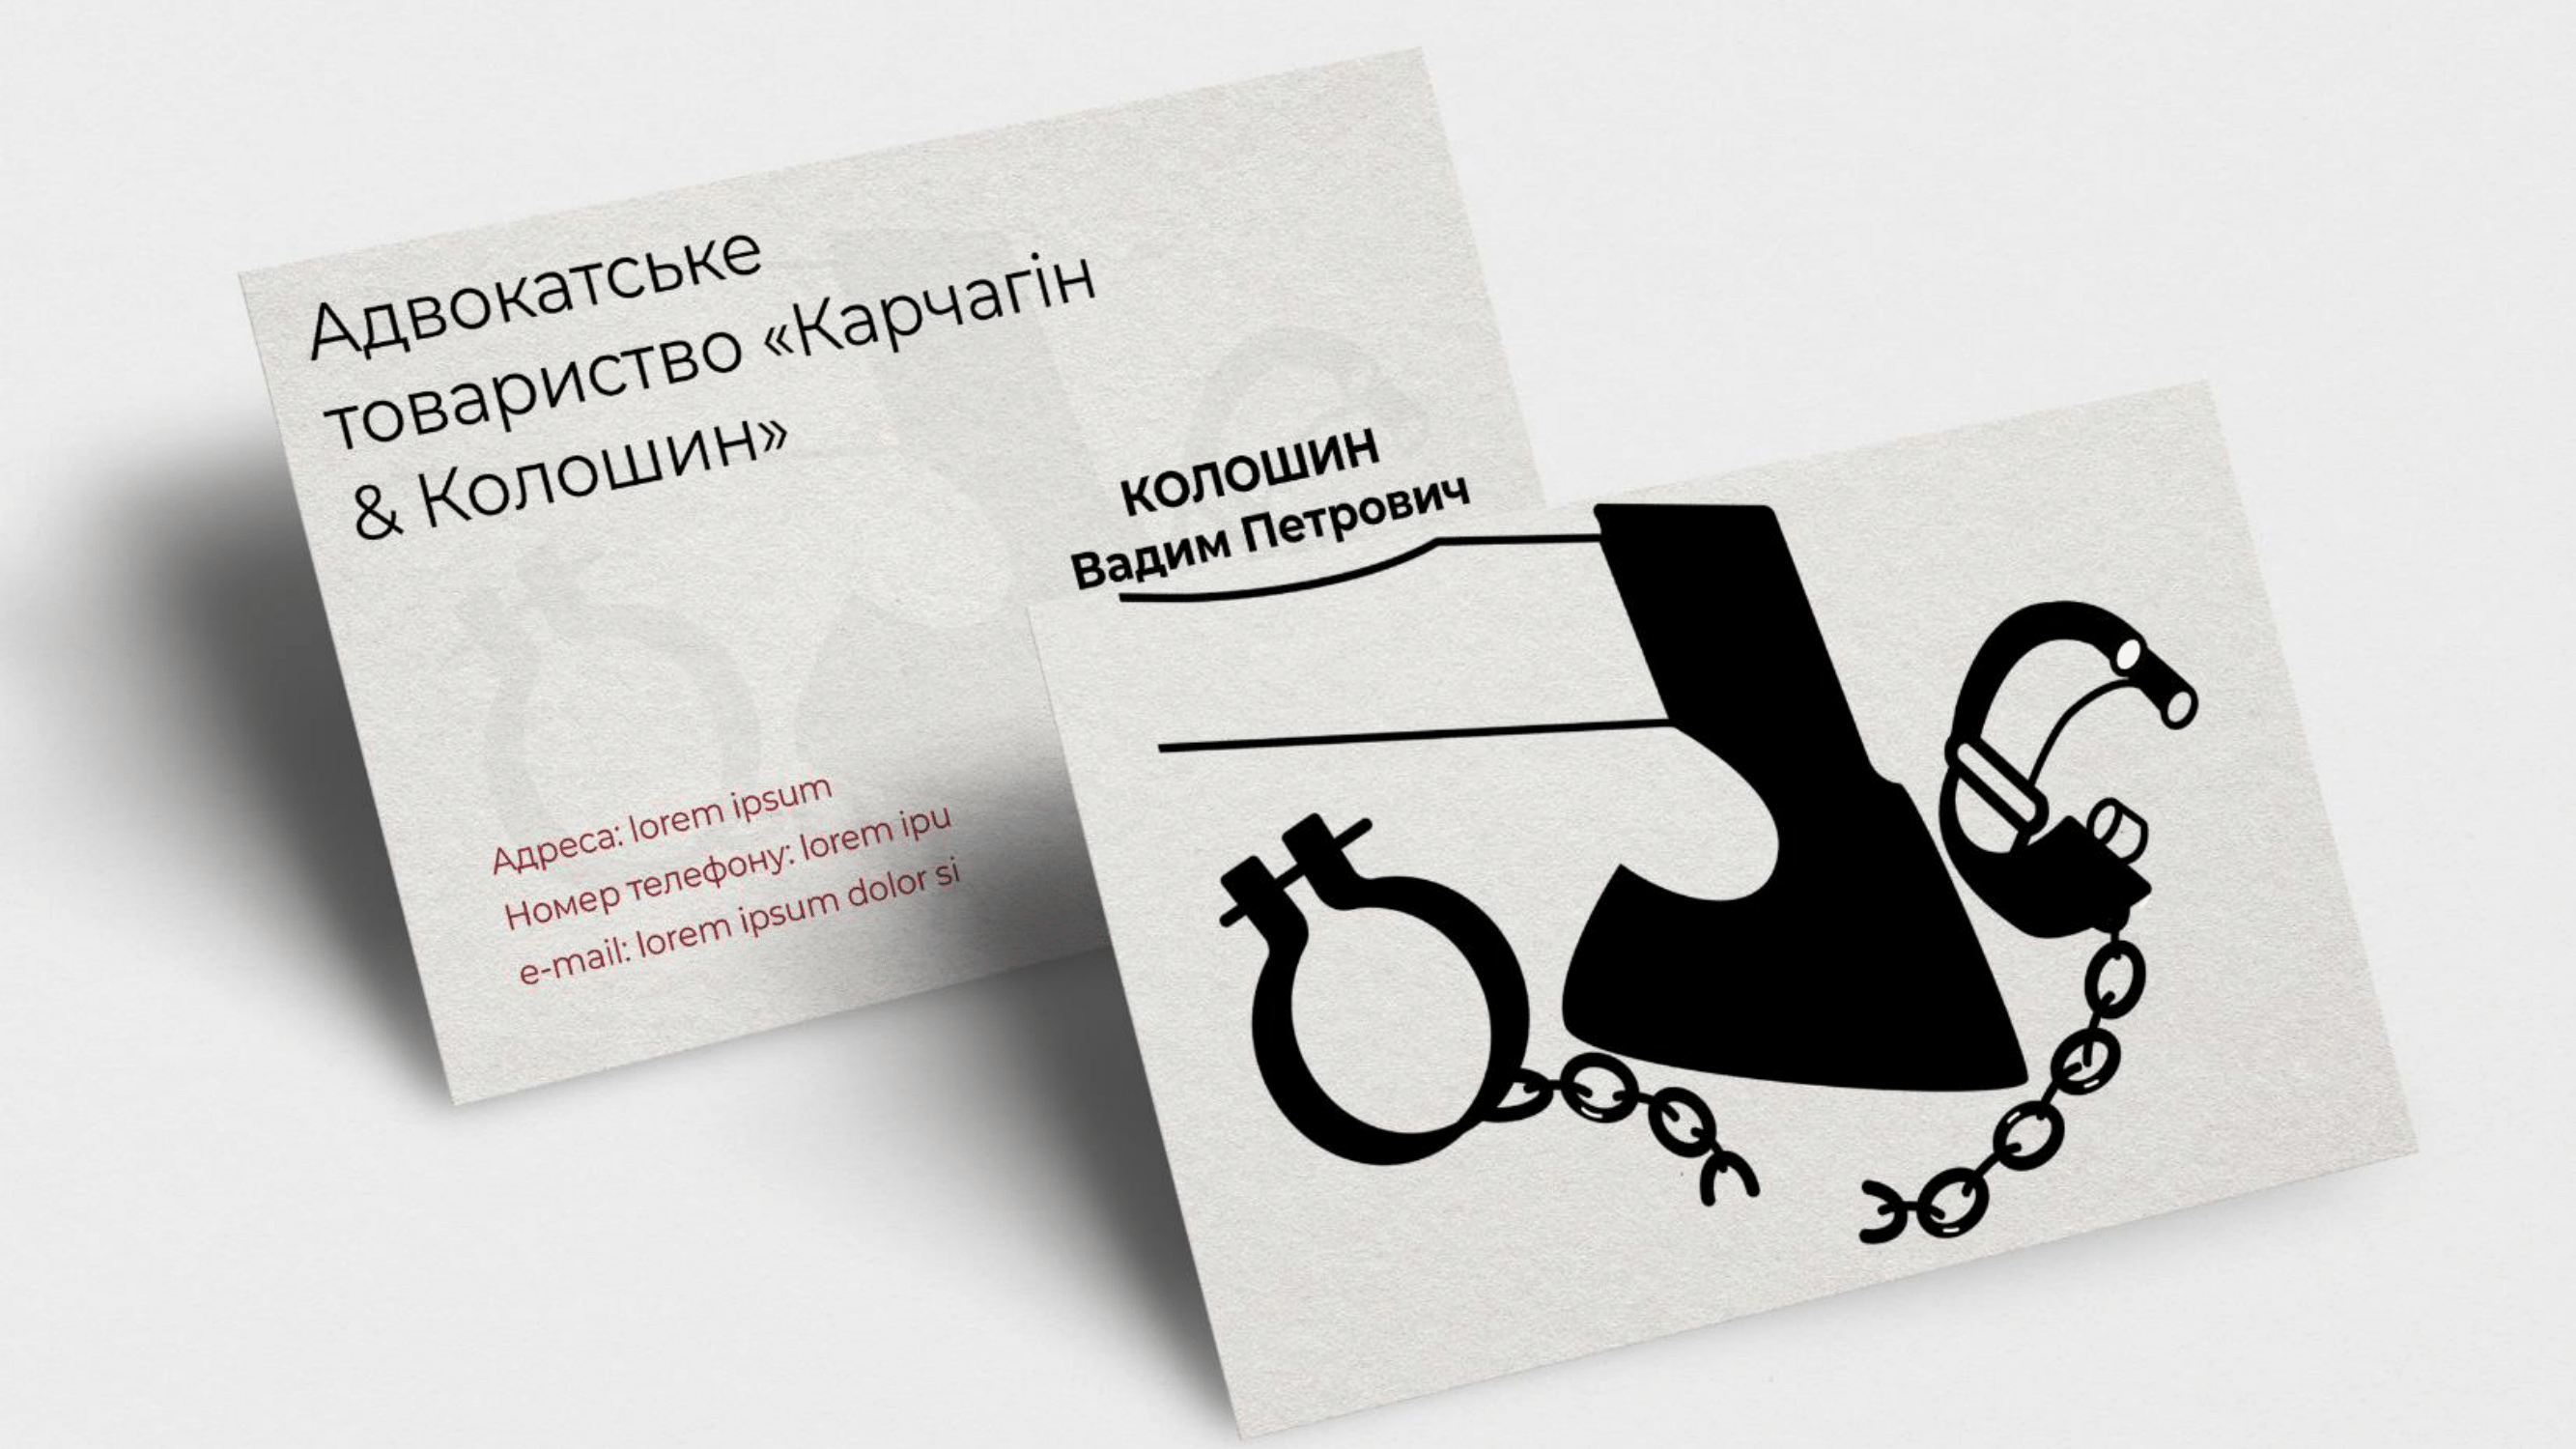 Адвокатське
товариство «Карчагін
& Колошин»
КОЛОШИН
Вадим Петрович
Адреса: lorem ipsum
Номер телефону: lorem ipu
e-mail: lorem ipsum dolor si